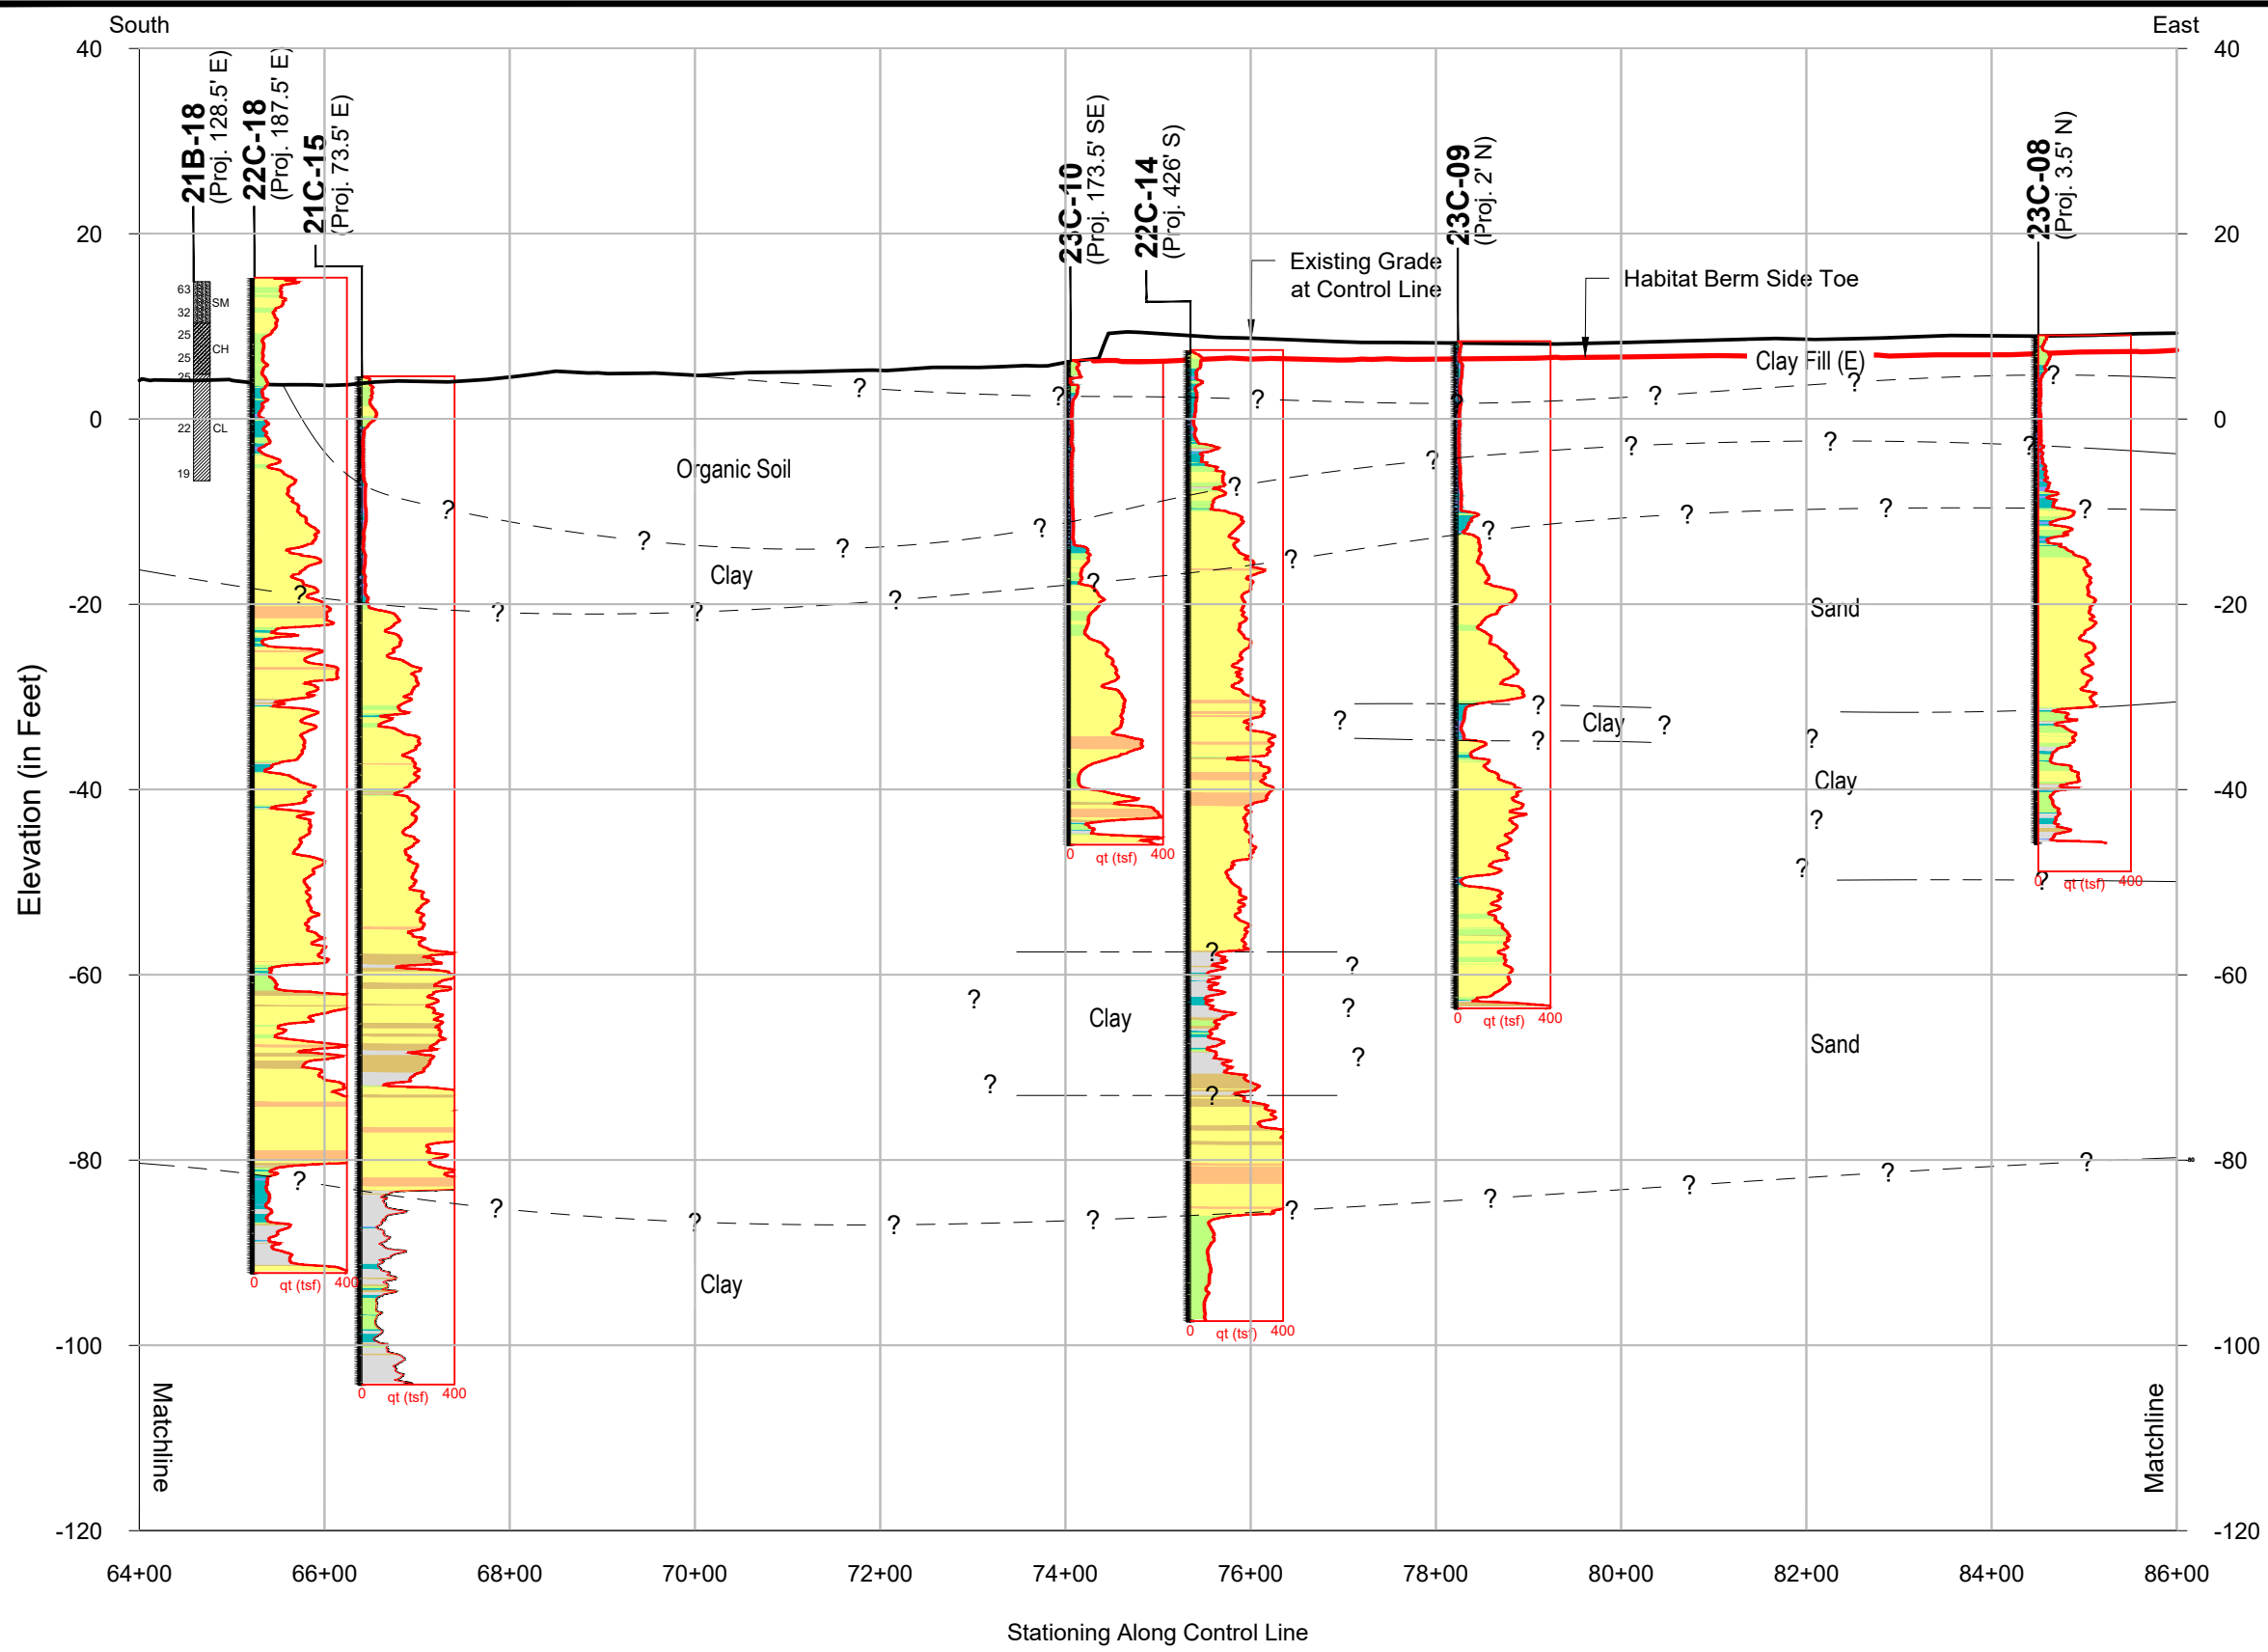 South
East
40
40
20
20
0
0
-20
-20
-40
-40
-60
-60
-80
-80
-100
-100
-120
-120
Elevation (in Feet)
21B-18
(Proj. 128.5' E)
22C-18
(Proj. 187.5' E)
21C-15
(Proj. 73.5' E)
23C-10
(Proj. 173.5' SE)
22C-14
(Proj. 426' S)
23C-09
(Proj. 2' N)
23C-08
(Proj. 3.5' N)
63
SM
32
25
CH
25
25
22
CL
19
Existing Grade
at Control Line
Habitat Berm Side Toe
Clay Fill (E)
Organic Soil
Clay
Sand
Clay
Clay
Clay
Sand
Clay
? ? ? ? ? ? ?
? ? ? ? ? ? ? ? ?
? ? ? ? ? ? ? ? ? ?
? ? ? ? ? ? ? ?
? ? ? ? ? ? ? ?
? ? ? ? ? ? ? ? ? ?
0 qt (tsf) 400
0 qt (tsf) 400
0 qt (tsf) 400
0 qt (tsf) 400
0 qt (tsf) 400
0 qt (tsf) 400
Matchline
Matchline
64+00
66+00
68+00
70+00
72+00
74+00
76+00
78+00
80+00
82+00
84+00
86+00
Stationing Along Control Line